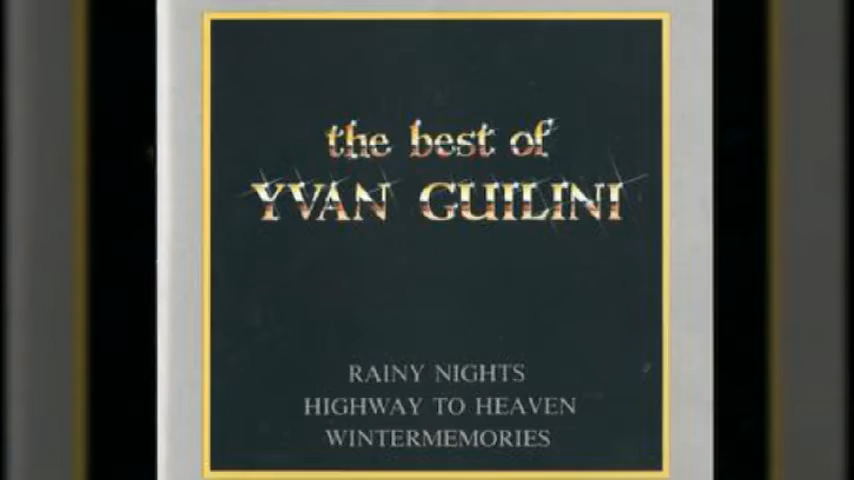 the best of
YVAN GUILINI
RAINY NIGHTS
HIGHWAY TO HEAVEN
WINTERMEMORIES